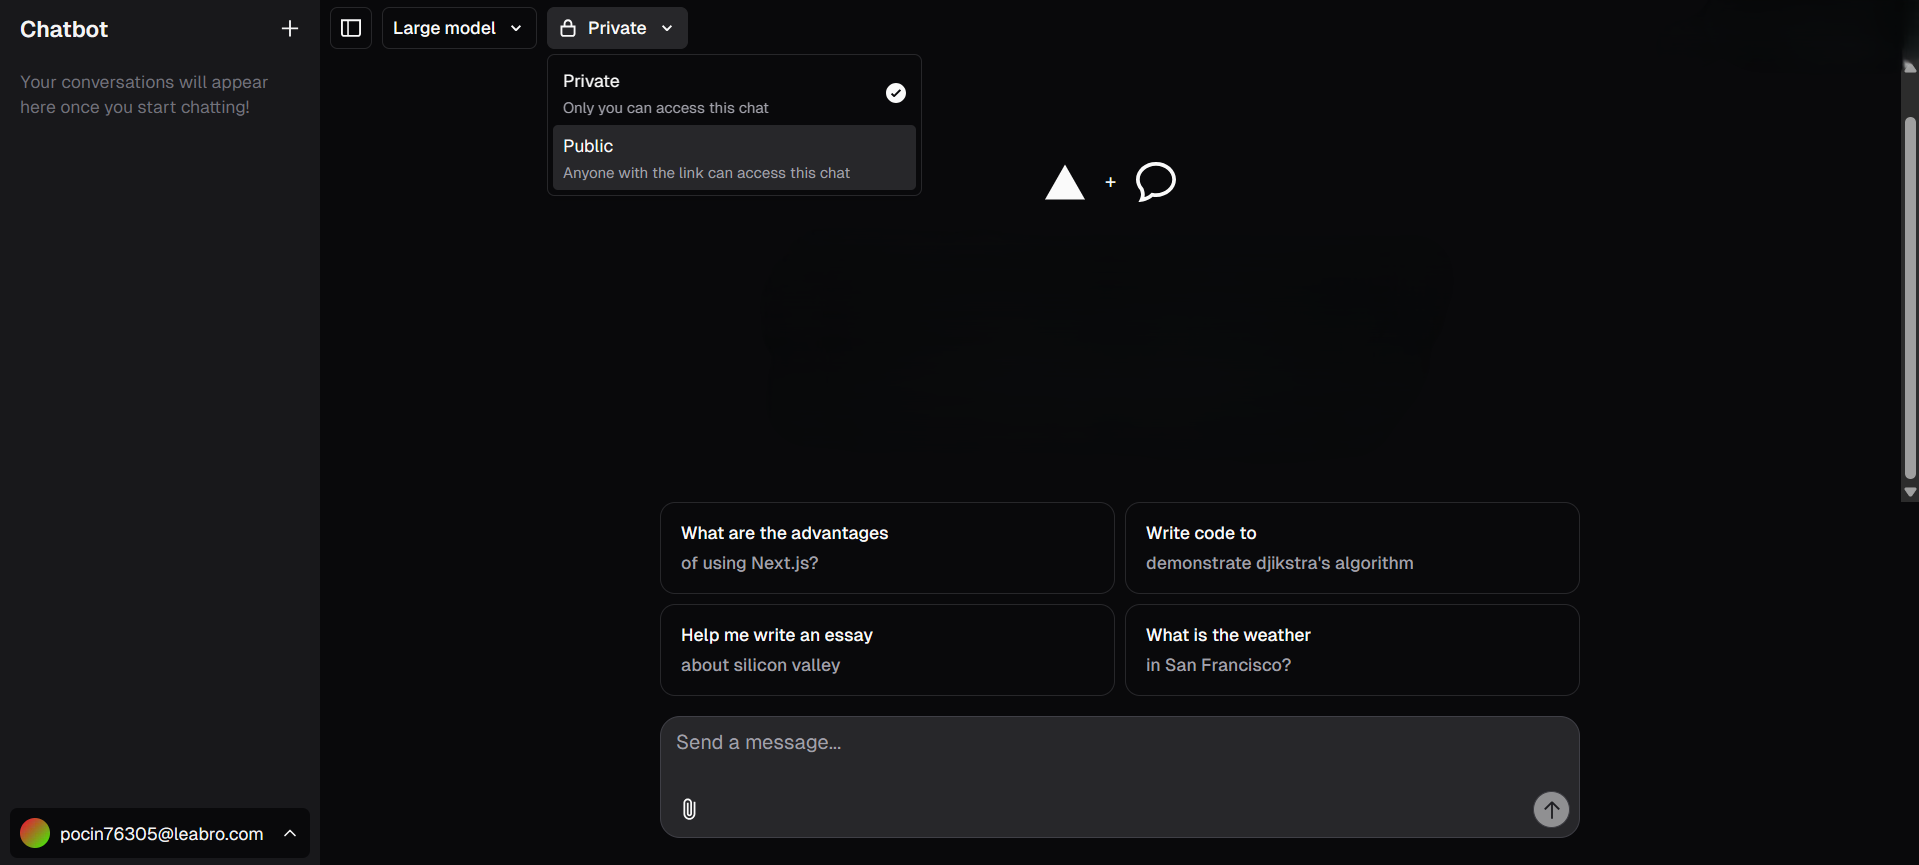 Chatbot
Your conversations will appear
here once you start chatting!
Large model
Private
Private
Only you can access this chat
Public
Anyone with the link can access this chat
+
What are the advantages
of using Next.js?
Write code to
demonstrate djikstra's algorithm
Help me write an essay
about silicon valley
What is the weather
in San Francisco?
Send a message...
pocin76305@leabro.com